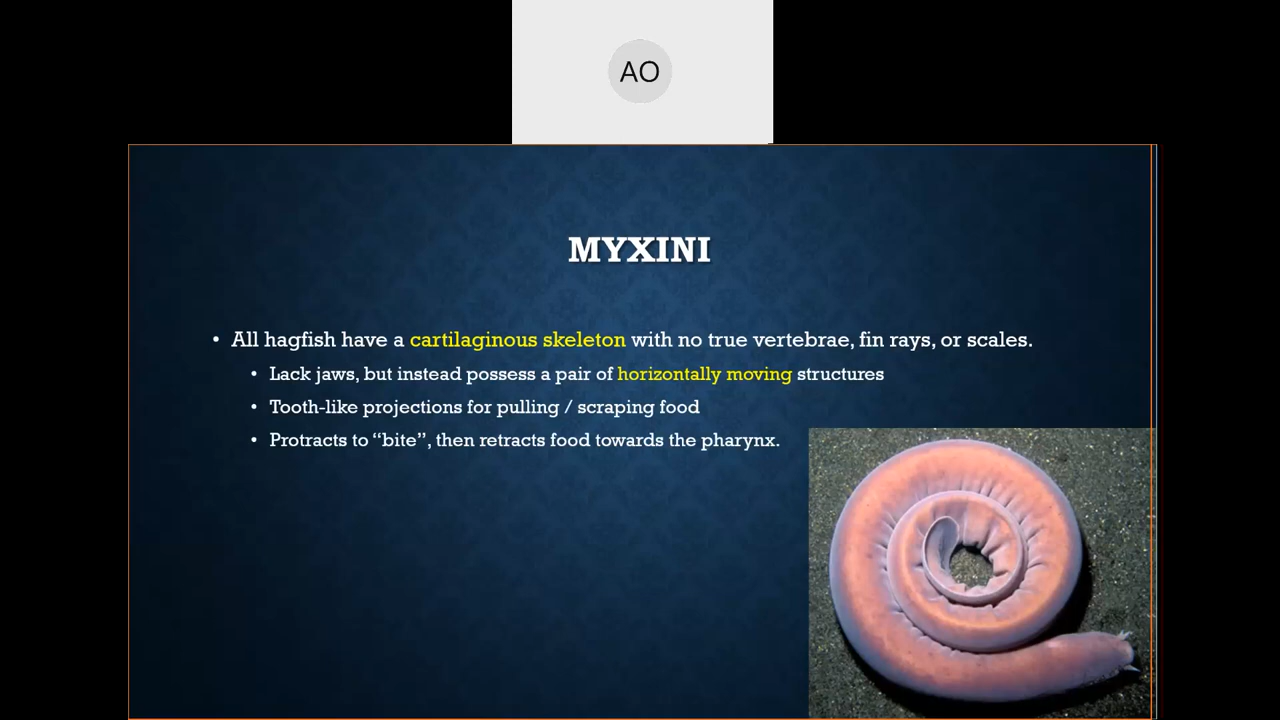 AO
MYXINI
• All hagfish have a cartilaginous skeleton with no true vertebrae, fin rays, or scales.
• Lack jaws, but instead possess a pair of horizontally moving structures
• Tooth-like projections for pulling / scraping food
• Protracts to “bite”, then retracts food towards the pharynx.